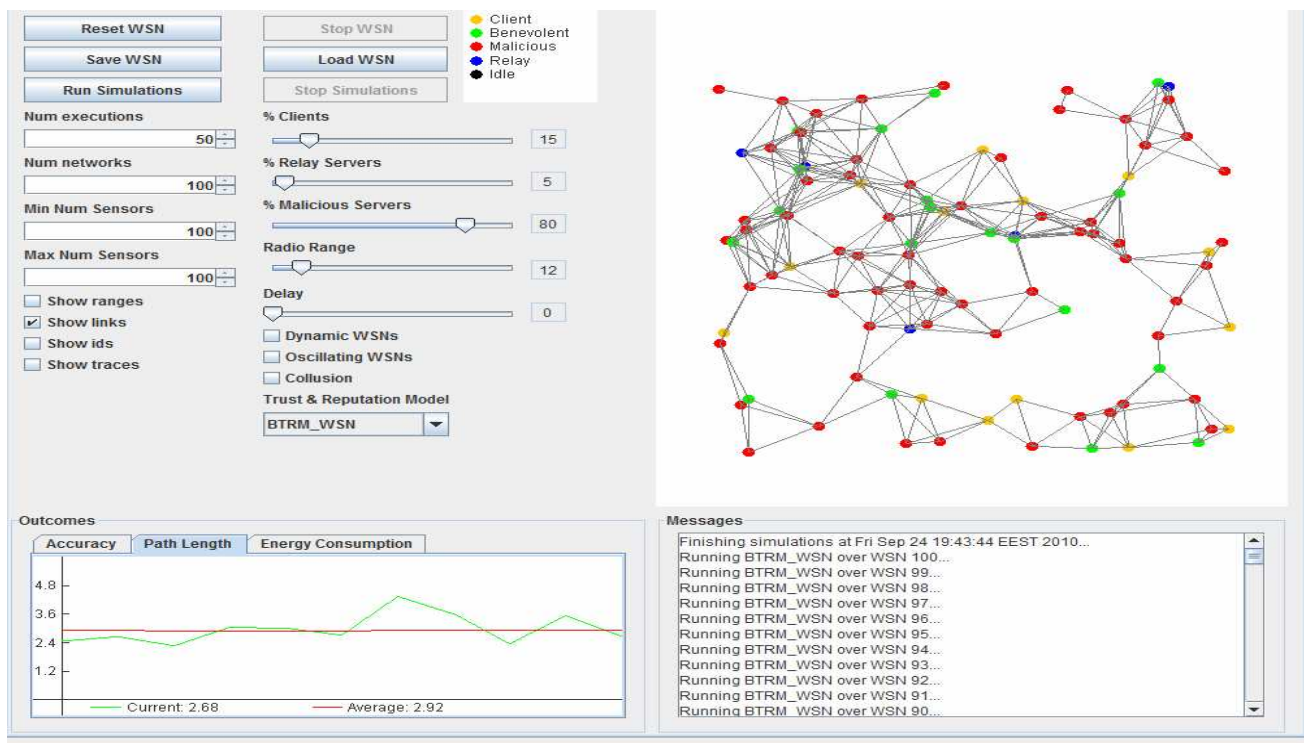 Reset WSN
Stop WSN
Save WSN
Load WSN
Run Simulations
Stop Simulations
Client
Benevolent
Malicious
Relay
Idle
Num executions
50
Num networks
100
Min Num Sensors
100
Max Num Sensors
100
Show ranges
Show links
Show ids
Show traces
% Clients
15
% Relay Servers
5
% Malicious Servers
80
Radio Range
12
Delay
0
Dynamic WSNs
Oscillating WSNs
Collusion
Trust & Reputation Model
BTRM_WSN
Outcomes
Accuracy
Path Length
Energy Consumption
4.8
3.6
2.4
1.2
Current: 2.68
Average: 2.92
Messages
Finishing simulations at Fri Sep 24 19:43:44 EEST 2010...
Running BTRM_WSN over WSN 100...
Running BTRM_WSN over WSN 99...
Running BTRM_WSN over WSN 98...
Running BTRM_WSN over WSN 97...
Running BTRM_WSN over WSN 96...
Running BTRM_WSN over WSN 95...
Running BTRM_WSN over WSN 94...
Running BTRM_WSN over WSN 93...
Running BTRM_WSN over WSN 92...
Running BTRM_WSN over WSN 91...
Running BTRM_WSN over WSN 90...